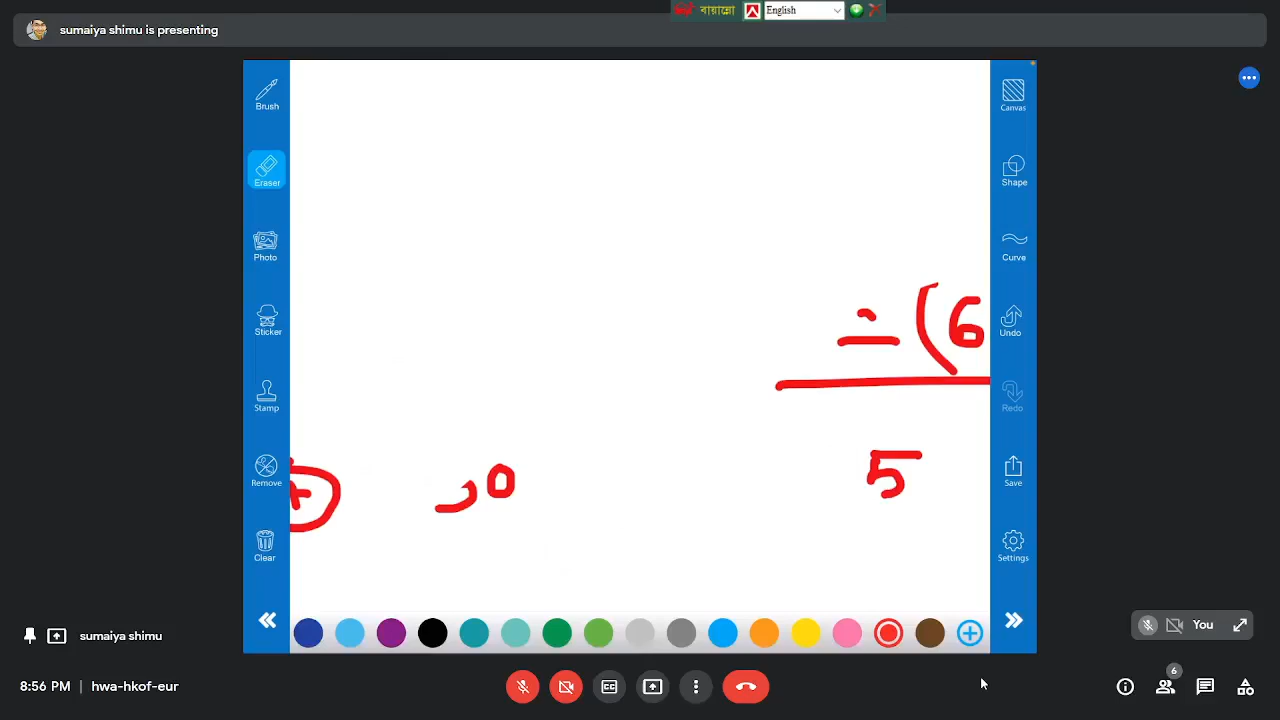 বায়ান্নো English
sumaiya shimu is presenting
Brush
Canvas
Eraser
Shape
Photo
Curve
÷ (6
Sticker
Undo
Stamp
Redo
5
Remove
+
Save
Clear
Settings
sumaiya shimu
You
8:56 PM | hwa-hkof-eur
CC
6